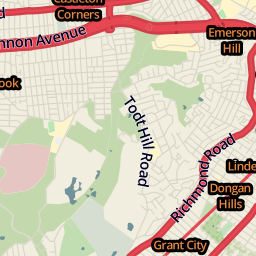 Castleton
Corners
Emerson
Hill
nnon Avenue
ook
Todt Hill Road
Richmond Road
Linde
Dongan
Hills
Grant City